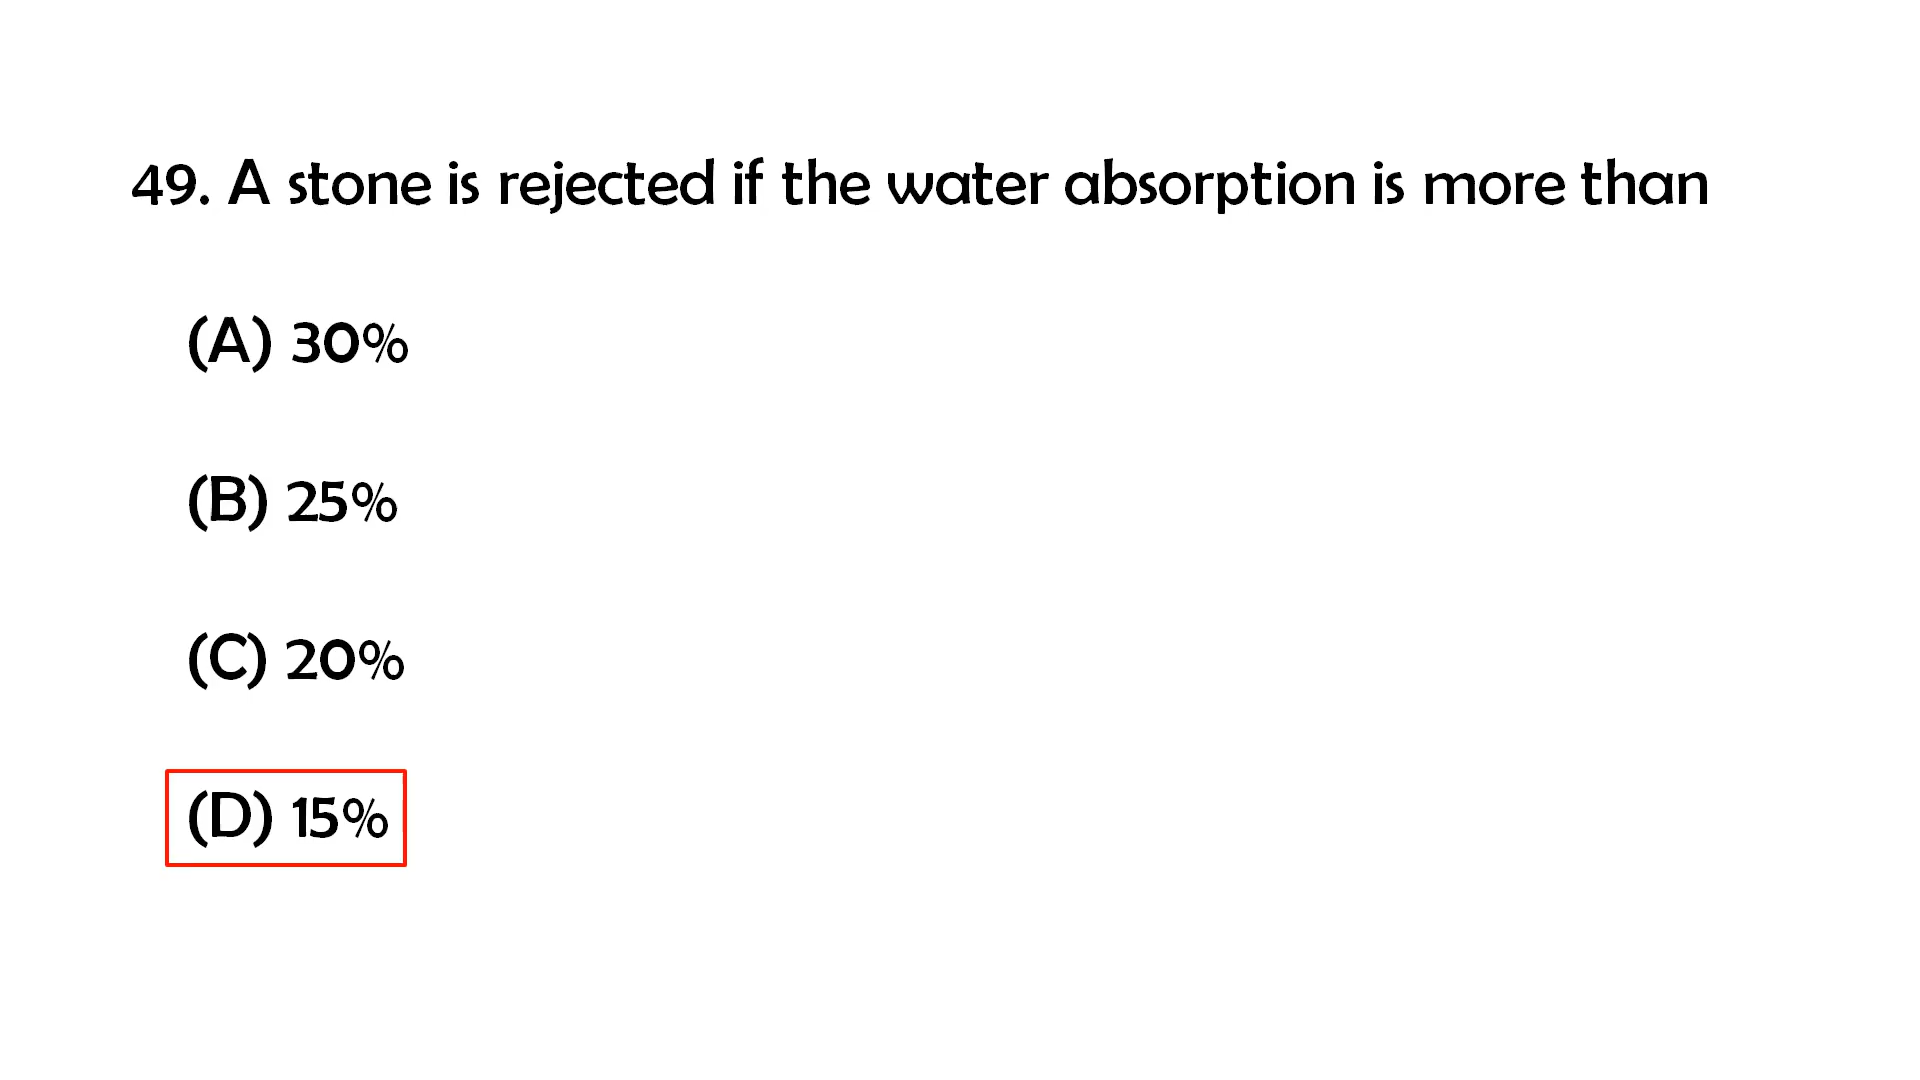 49. A stone is rejected if the water absorption is more than
(A) 30%
(B) 25%
(C) 20%
(D) 15%